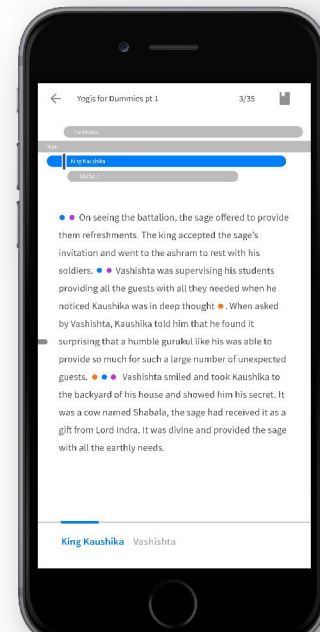 Yogis for Dummies pt 1 3/35
Vashishta
Main
King Kaushika
On seeing the battalion, the sage offered to provide
them refreshments. The king accepted the sage's
invitation and went to the ashram to rest with his
soldiers. Vashishta was supervising his students
providing all the guests with all they needed when he
noticed Kaushika was in deep thought . When asked
by Vashishta, Kaushika told him that he found it
surprising that a humble gurukul like his was able to
provide so much for such a large number of unexpected
guests. Vashishta smiled and took Kaushika to
the backyard of his house and showed him his secret. It
was a cow named Shabala, the sage had received it as a
gift from Lord Indra. It was divine and provided the sage
with all the earthly needs.
King Kaushika Vashishta